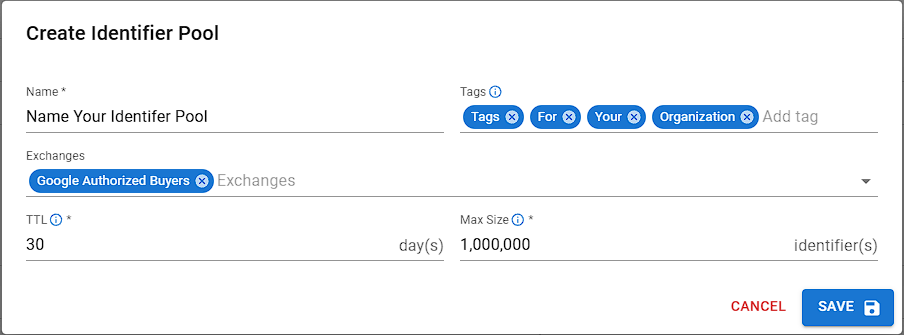 Create Identifier Pool
Name *
Tags
Name Your Identifer Pool
Tags For Your Organization Add tag
Exchanges
Google Authorized Buyers Exchanges
TTL *
Max Size *
30 day(s)
1,000,000 identifier(s)
CANCEL SAVE